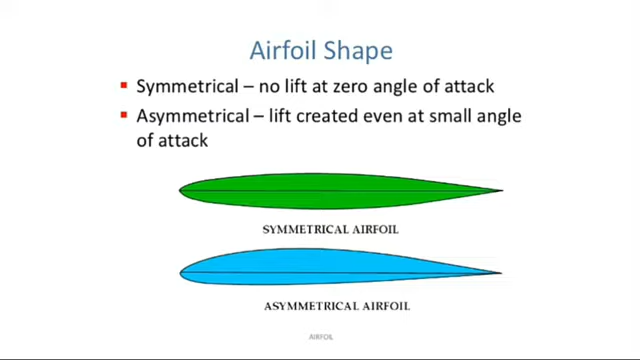 Airfoil Shape
Symmetrical – no lift at zero angle of attack
Asymmetrical – lift created even at small angle
of attack
SYMMETRICAL AIRFOIL
ASYMMETRICAL AIRFOIL
AIRFOIL